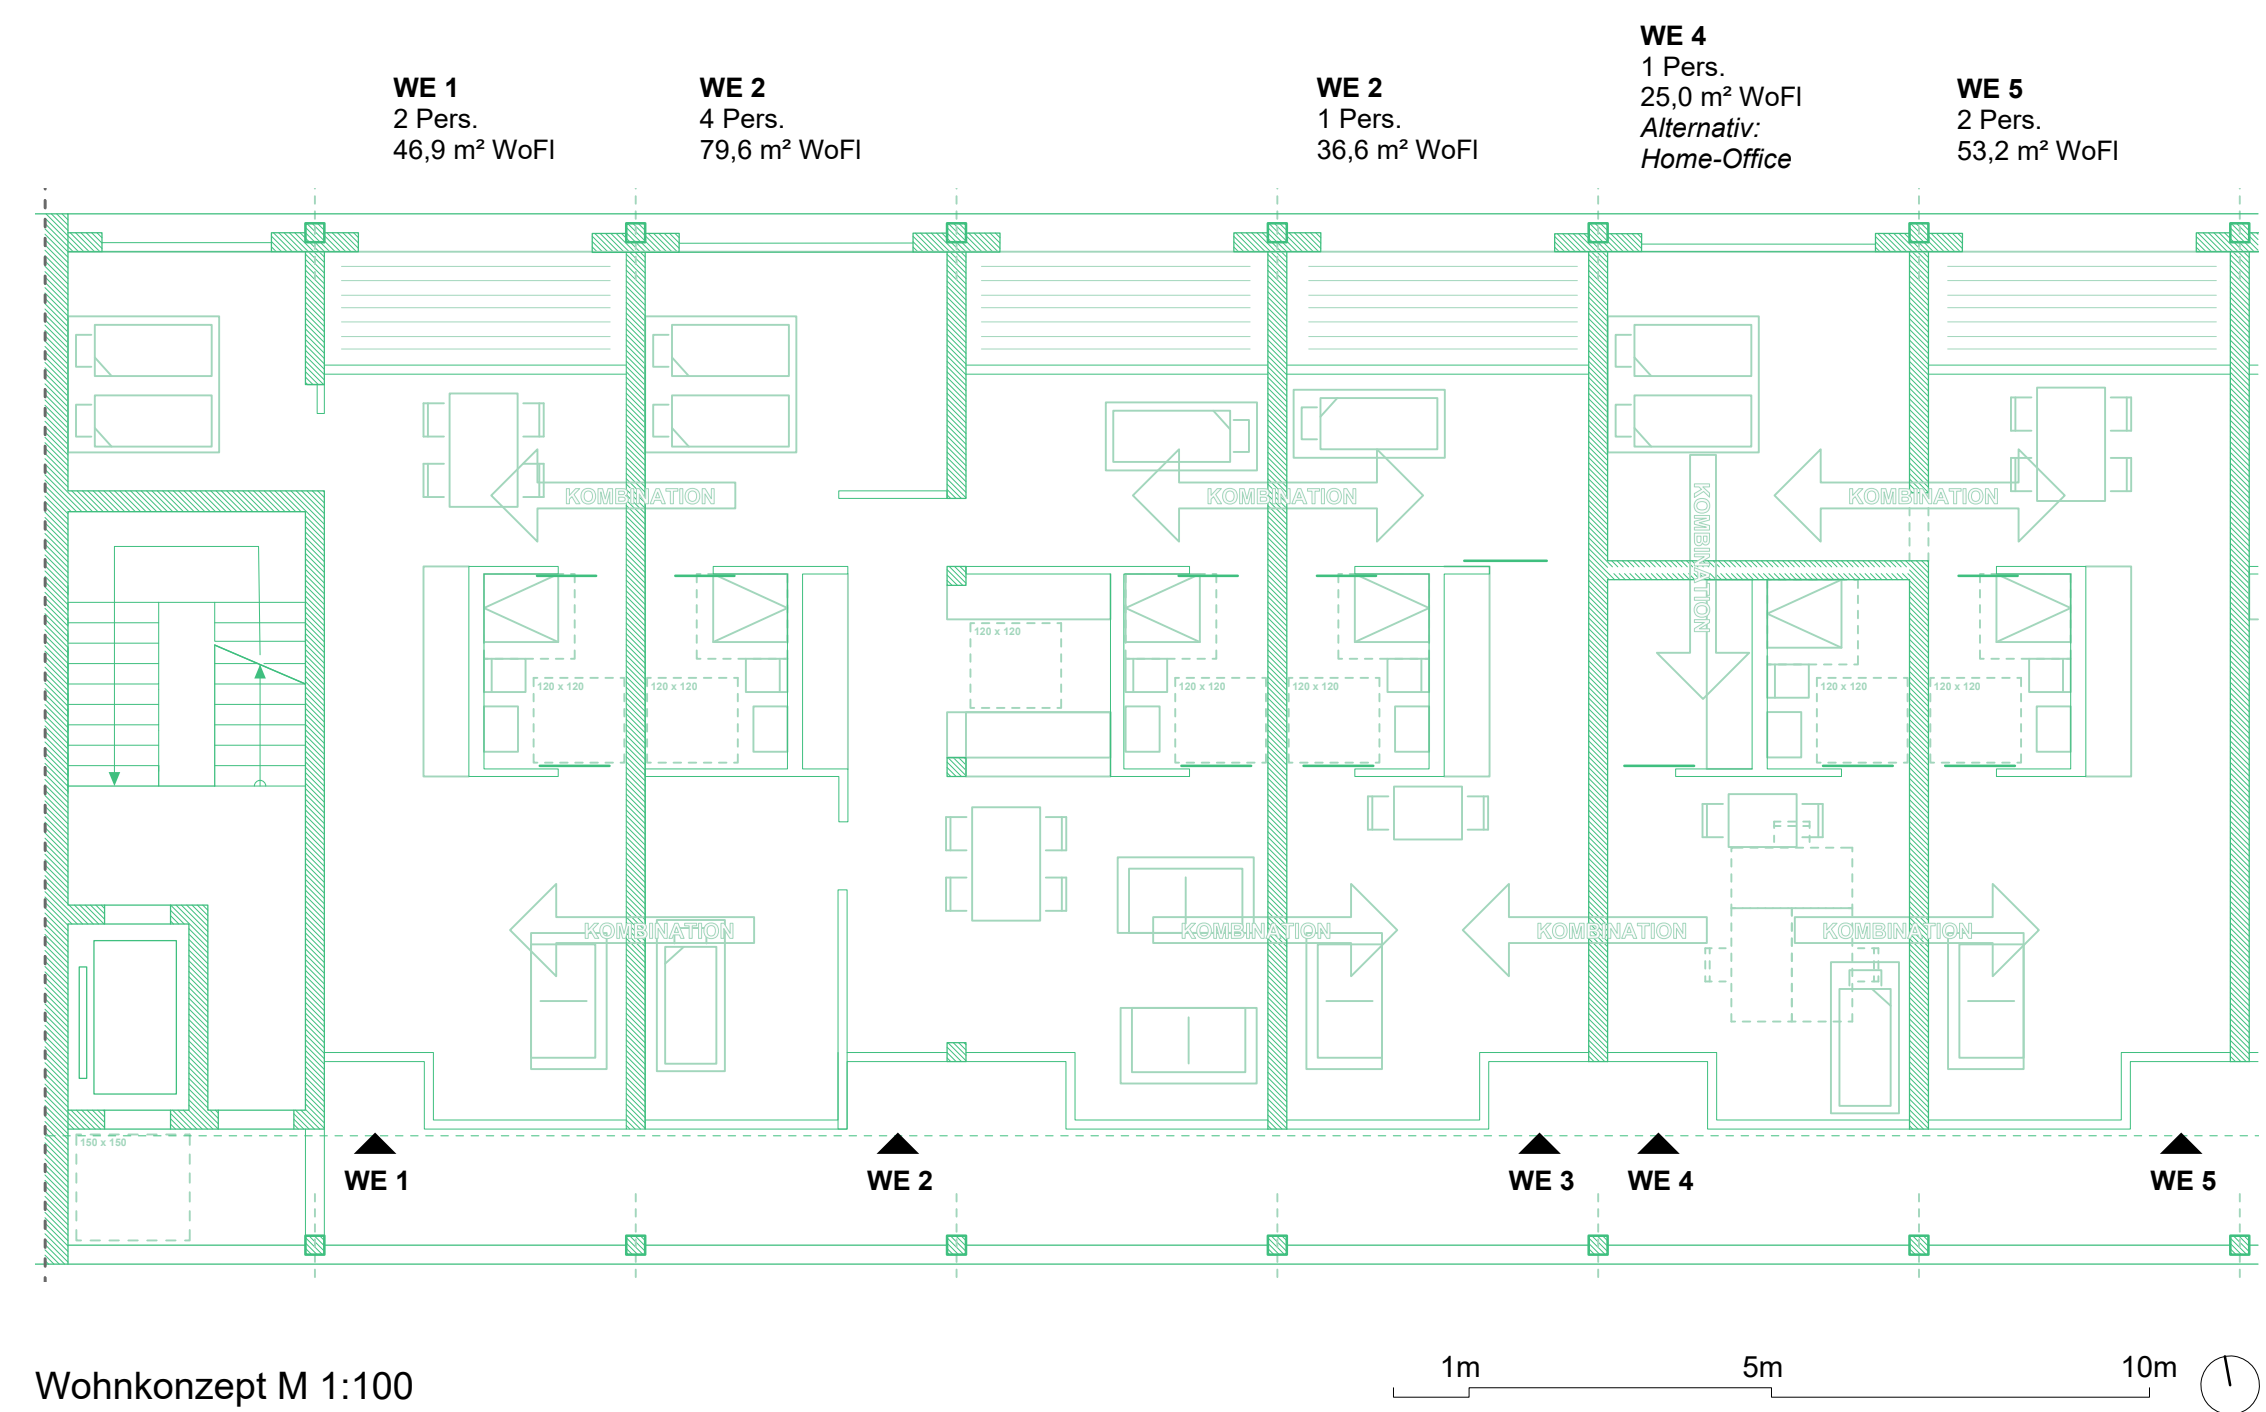 WE 1
2 Pers.
46,9 m² WoFl
WE 2
4 Pers.
79,6 m² WoFl
WE 2
1 Pers.
36,6 m² WoFl
WE 4
1 Pers.
25,0 m² WoFl
Alternativ:
Home-Office
WE 5
2 Pers.
53,2 m² WoFl
KOMBINATION
KOMBINATION
KOMBINATION
KOMBINATION
120 x 120
120 x 120
120 x 120
120 x 120
120 x 120
120 x 120
120 x 120
KOMBINATION
KOMBINATION
KOMBINATION
KOMBINATION
150 x 150
WE 1
WE 2
WE 3
WE 4
WE 5
Wohnkonzept M 1:100
1m
5m
10m